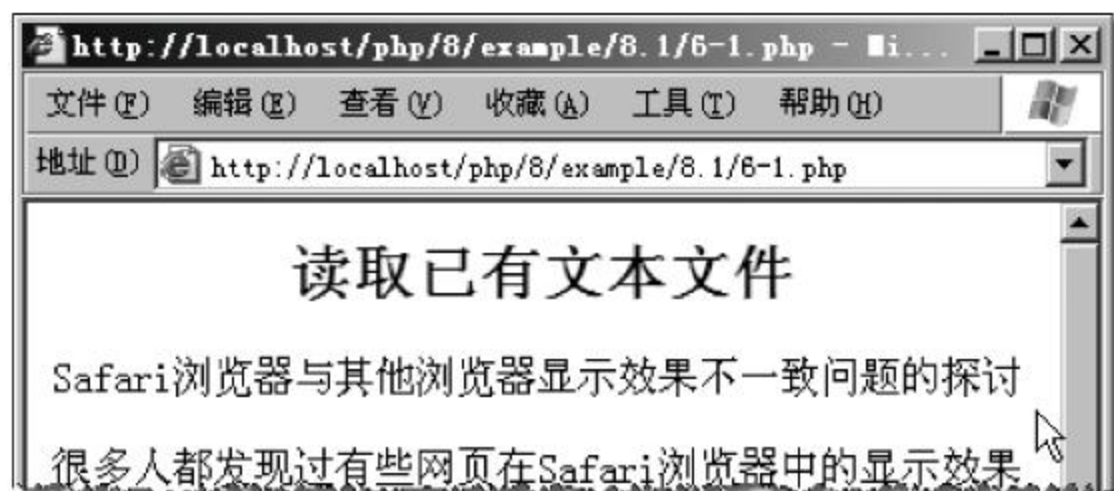 http://localhost/php/8/example/8.1/6-1.php - Mi...
文件(F) 编辑(E) 查看(V) 收藏(A) 工具(T) 帮助(H)
地址(D) http://localhost/php/8/example/8.1/6-1.php
读取已有文本文件
Safari浏览器与其他浏览器显示效果不一致问题的探讨
很多人都发现过有些网页在Safari浏览器中的显示效果